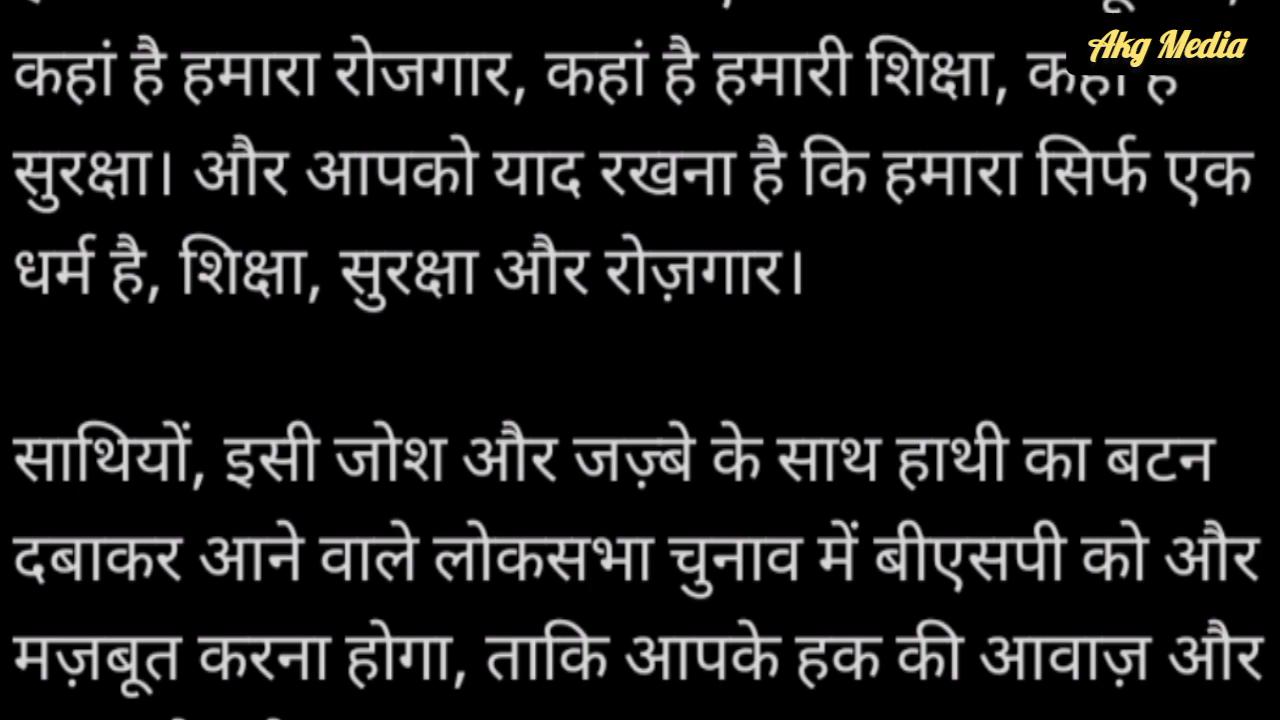 Akg Media
कहां है हमारा रोजगार, कहां है हमारी शिक्षा, कहां है
सुरक्षा। और आपको याद रखना है कि हमारा सिर्फ एक
धर्म है, शिक्षा, सुरक्षा और रोज़गार।
साथियों, इसी जोश और जज़्बे के साथ हाथी का बटन
दबाकर आने वाले लोकसभा चुनाव में बीएसपी को और
मज़बूत करना होगा, ताकि आपके हक की आवाज़ और